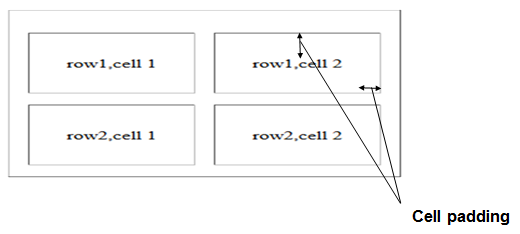 row1,cell 1
row1,cell 2
row2,cell 1
row2,cell 2
Cell padding